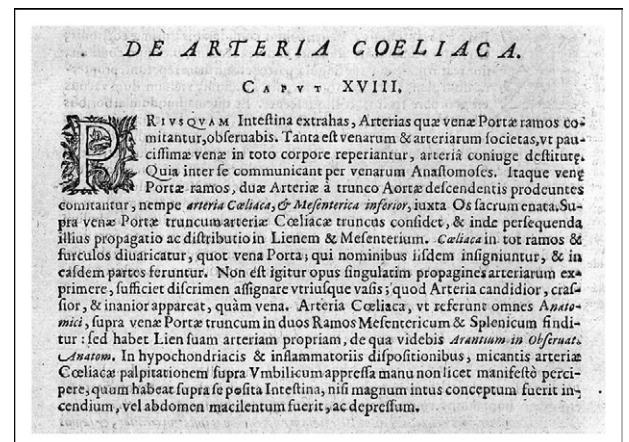 DE ARTERIA COELIACA.
CAPVT XVIII.
PRIVSQVAM Intestina extrahas, Arterias quæ venæ Portæ ramos co-
mitantur, obseruabis. Tanta est venarum & arteriarum societas, vt pau-
cissimæ venæ in toto corpore reperiantur, arteriâ coniuge destitutę.
Quia inter se communicant per venarum Anastomoses. Itaque venę
Portæ ramos, duæ Arteriæ à trunco Aortæ descendentis prodeuntes
comitantur, nempe arteria Cœliaca, & Mesenterica inferior, iuxta Os sacrum enata. Su-
pra venæ Portæ truncum arteriæ Cœliacæ truncus considet, & inde persequenda
illius propagatio ac distributio in Lienem & Mesenterium. Cœliaca in tot ramos &
surculos diuaricatur, quot vena Porta; qui nominibus iisdem insigniuntur, & in
easdem partes feruntur. Non est igitur opus singulatim propagines arteriarum ex-
primere, sufficiet discrimen assignare vtriusque vasis; quod Arteria candidior, cras-
sior, & inanior appareat, quàm vena. Arteria Cœliaca, vt referunt omnes Anato-
mici, supra venæ Portæ truncum in duos Ramos Mesentericum & Splenicum findi-
tur: sed habet Lien suam arteriam propriam, de qua videbis Arantium in Obseruat.
Anatom. In hypochondriacis & inflammatoriis dispositionibus, micantis arteriæ
Cœliacæ palpitationem supra Vmbilicum appressa manu non licet manifestò perci-
pere, quum habeat supra se posita Intestina, nisi magnum intus conceptum fuerit in-
cendium, vel abdomen macilentum fuerit, ac depressum.